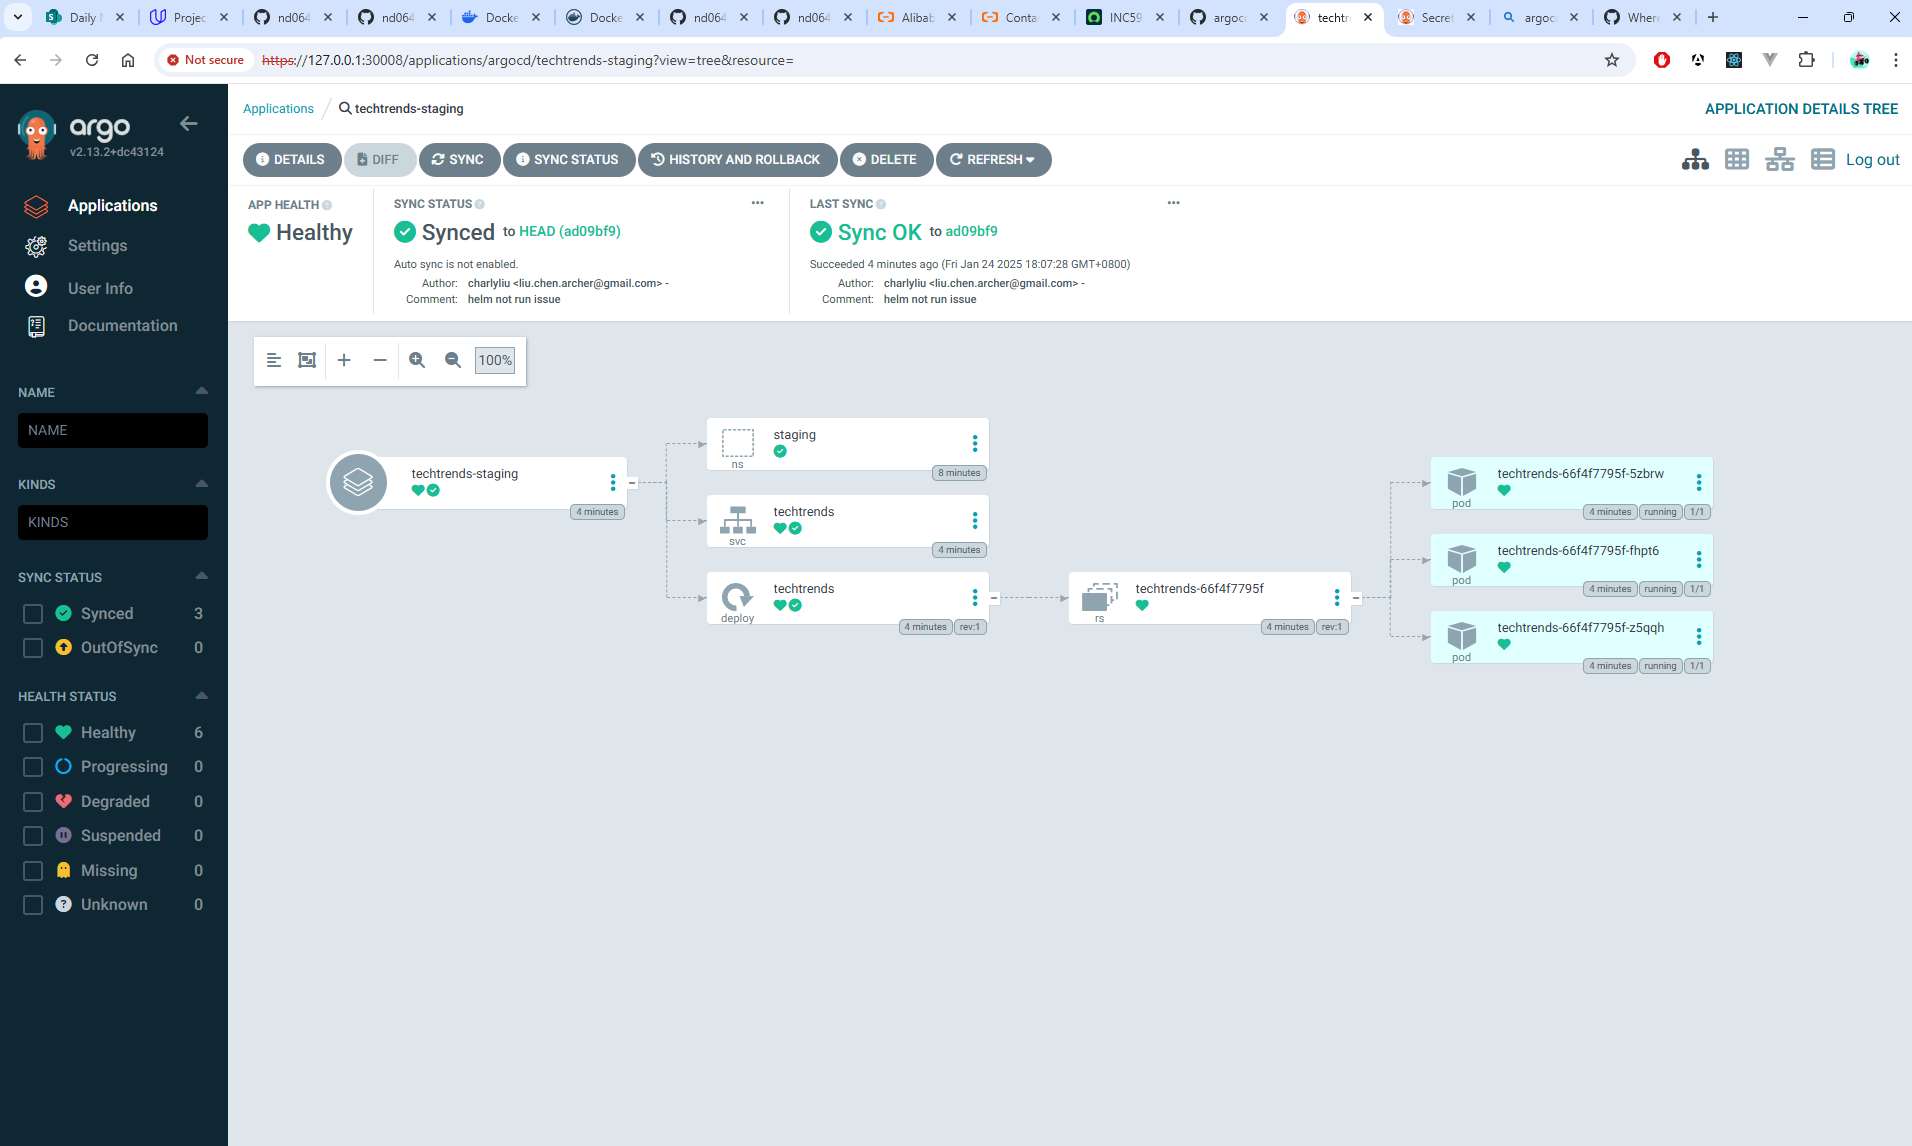 Daily
Projec
nd064
nd064
Docke
Docke
nd064
nd064
Alibab
Conta
INC59
argoc
techtr
Secret
argoc
Where
Not secure
https://127.0.0.1:30008/applications/argocd/techtrends-staging?view=tree&resource=
argo
v2.13.2+dc43124
Applications
Settings
User Info
Documentation
NAME
NAME
KINDS
KINDS
SYNC STATUS
Synced 3
OutOfSync 0
HEALTH STATUS
Healthy 6
Progressing 0
Degraded 0
Suspended 0
Missing 0
Unknown 0
Applications / techtrends-staging
APPLICATION DETAILS TREE
DETAILS
DIFF
SYNC
SYNC STATUS
HISTORY AND ROLLBACK
DELETE
REFRESH
Log out
APP HEALTH
Healthy
SYNC STATUS
Synced to HEAD (ad09bf9)
Auto sync is not enabled.
Author: charlyliu <liu.chen.archer@gmail.com> -
Comment: helm not run issue
LAST SYNC
Sync OK to ad09bf9
Succeeded 4 minutes ago (Fri Jan 24 2025 18:07:28 GMT+0800)
Author: charlyliu <liu.chen.archer@gmail.com> -
Comment: helm not run issue
100%
techtrends-staging
4 minutes
staging
ns
8 minutes
techtrends
svc
4 minutes
techtrends
deploy
4 minutes rev:1
techtrends-66f4f7795f
rs
4 minutes rev:1
techtrends-66f4f7795f-5zbrw
pod
4 minutes running 1/1
techtrends-66f4f7795f-fhpt6
pod
4 minutes running 1/1
techtrends-66f4f7795f-z5qqh
pod
4 minutes running 1/1